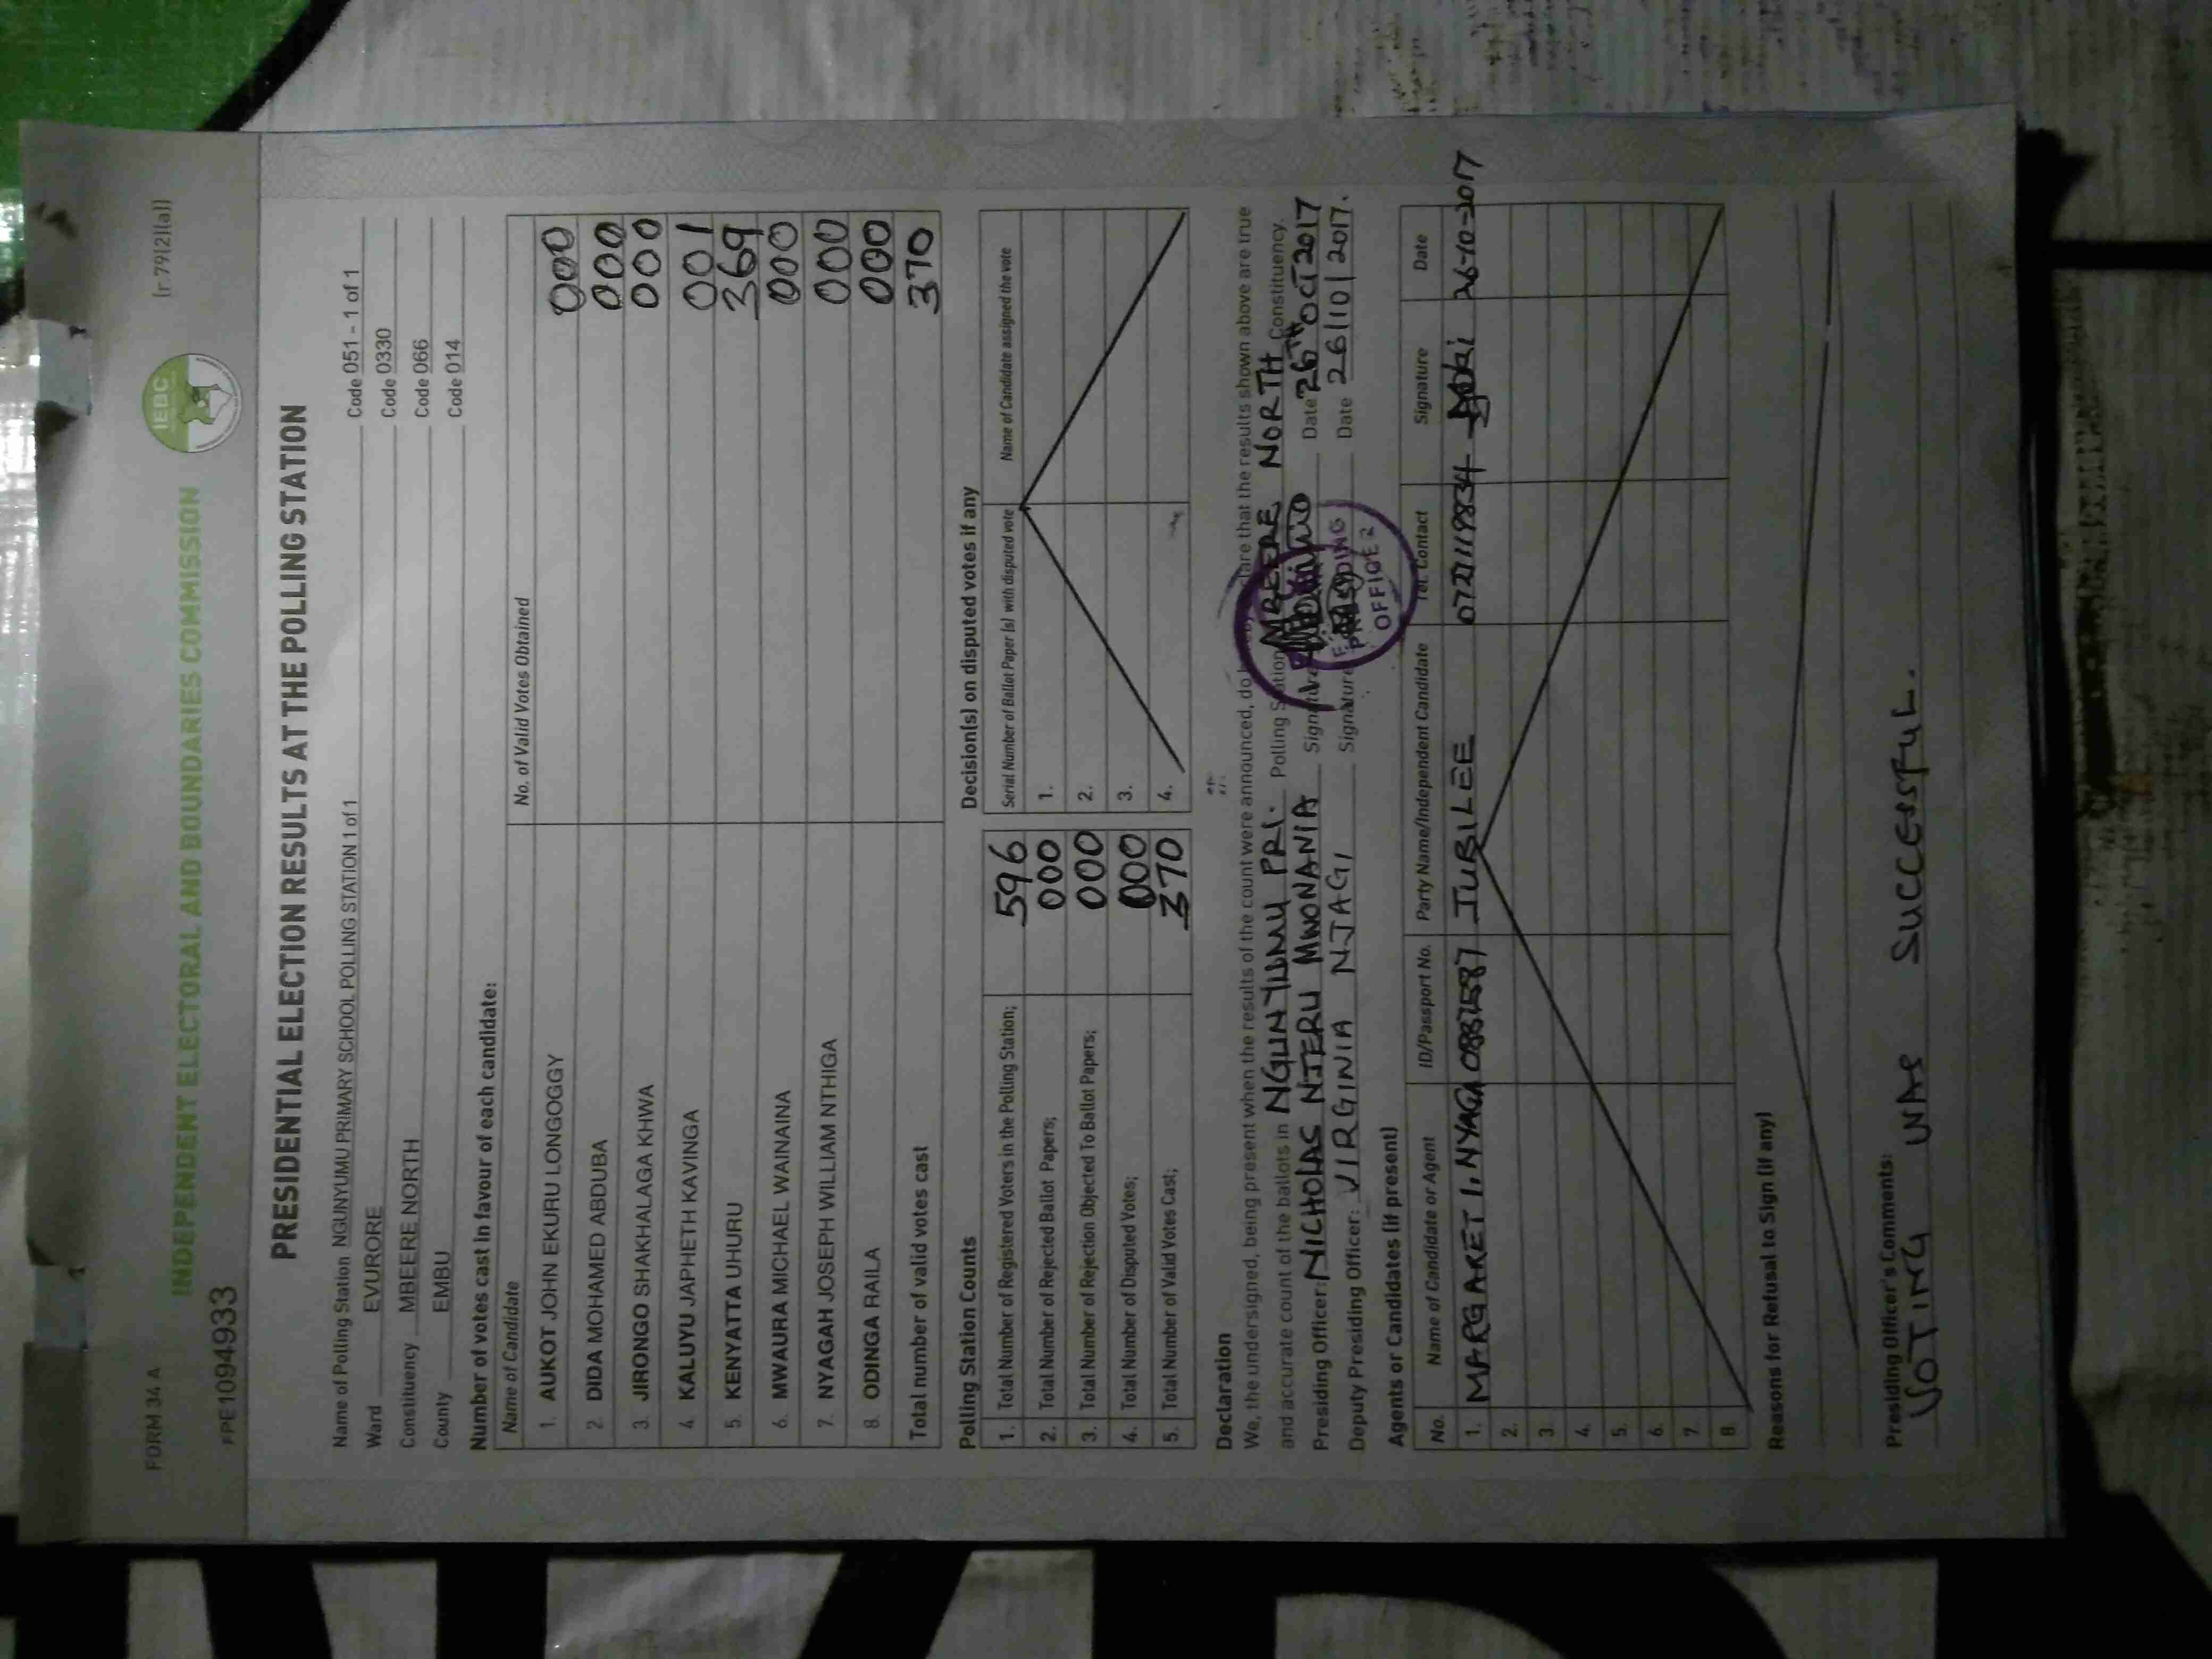 FORM 34 A
[r 79(2)(a)]
INDEPENDENT ELECTORAL AND BOUNDARIES COMMISSION
IEBC
PPE1094933
PRESIDENTIAL ELECTION RESULTS AT THE POLLING STATION
Name of Polling Station NGUNYUMU PRIMARY SCHOOL POLLING STATION 1 of 1 Code 051 - 1 of 1
Ward EVURORE Code 0330
Constituency MBEERE NORTH Code 066
County EMBU Code 014
Number of votes cast in favour of each candidate:
Name of Candidate No. of Valid Votes Obtained
1. AUKOT JOHN EKURU LONGOGGY 000
2. DIDA MOHAMED ABDUBA 000
3. JIRONGO SHAKHALAGA KHWA 000
4 KALUYU JAPHETH KAVINGA 001
5. KENYATTA UHURU 369
6. MWAURA MICHAEL WAINAINA 000
7. NYAGAH JOSEPH WILLIAM NTHIGA 000
8. ODINGA RAILA 000
Total number of valid votes cast 370
Polling Station Counts
1. Total Number of Registered Voters in the Polling Station; 596
2. Total Number of Rejected Ballot Papers; 000
3. Total Number of Rejection Objected To Ballot Papers; 000
4. Total Number of Disputed Votes; 000
5. Total Number of Valid Votes Cast; 370
Decision(s) on disputed votes if any
Serial Number of Ballot Paper (s) with disputed vote Name of Candidate assigned the vote
1.
2.
3.
4.
Declaration
We, the undersigned, being present when the results of the count were announced, do declare that the results shown above are true
and accurate count of the ballots in NGUNYUMU PRI. Polling Station MBEERE NORTH Constituency.
Presiding Officer: NICHOLAS NJERU MWONANIA Signature Date 26TH OCT 2017
Deputy Presiding Officer: VIRGINIA NJAGI Signature Date 26/10/2017.
PRESIDING
OFFICE 2
Agents or Candidates (if present)
No. Name of Candidate or Agent ID/Passport No. Party Name/Independent Candidate Tel. Contact Signature Date
1. MARGARET I. NYAGA JUBILEE 26-10-2017
2.
3.
4.
5.
6.
7.
8.
Reasons for Refusal to Sign (if any)
Presiding Officer's Comments:
VOTING WAS SUCCESSFUL.